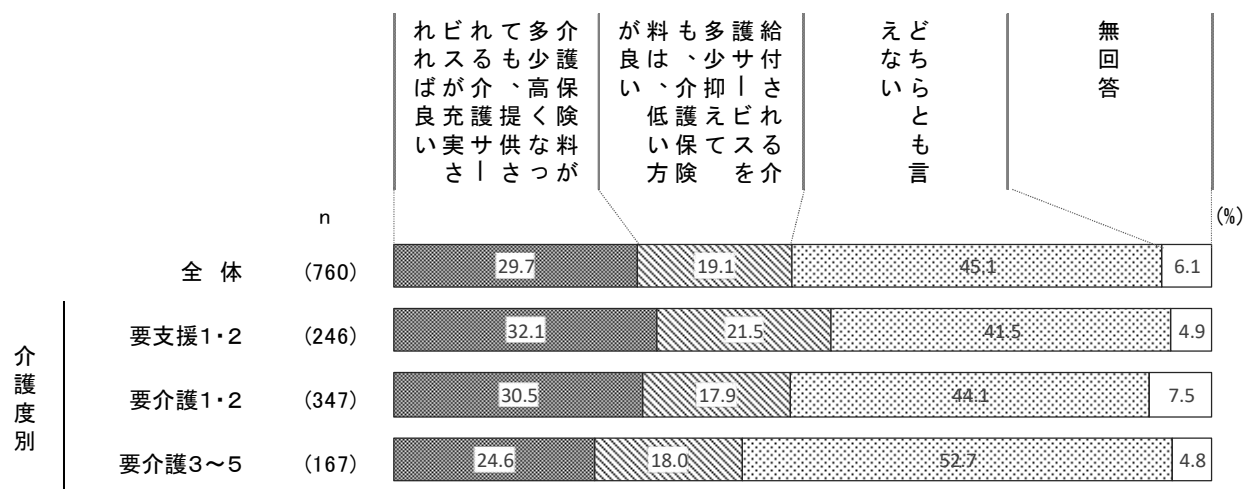 介護保険料が
多少高くなっ
ても、提供さ
れる介護サー
ビスが充実さ
れれば良い
給付される介
護サービスを
多少抑えて
も、介護保険
料は、低い方
が良い
どちらとも言
えない
無回答
n
(%)
全 体 (760) 29.7 19.1 45.1 6.1
介護度別
要支援1・2 (246) 32.1 21.5 41.5 4.9
要介護1・2 (347) 30.5 17.9 44.1 7.5
要介護3～5 (167) 24.6 18.0 52.7 4.8